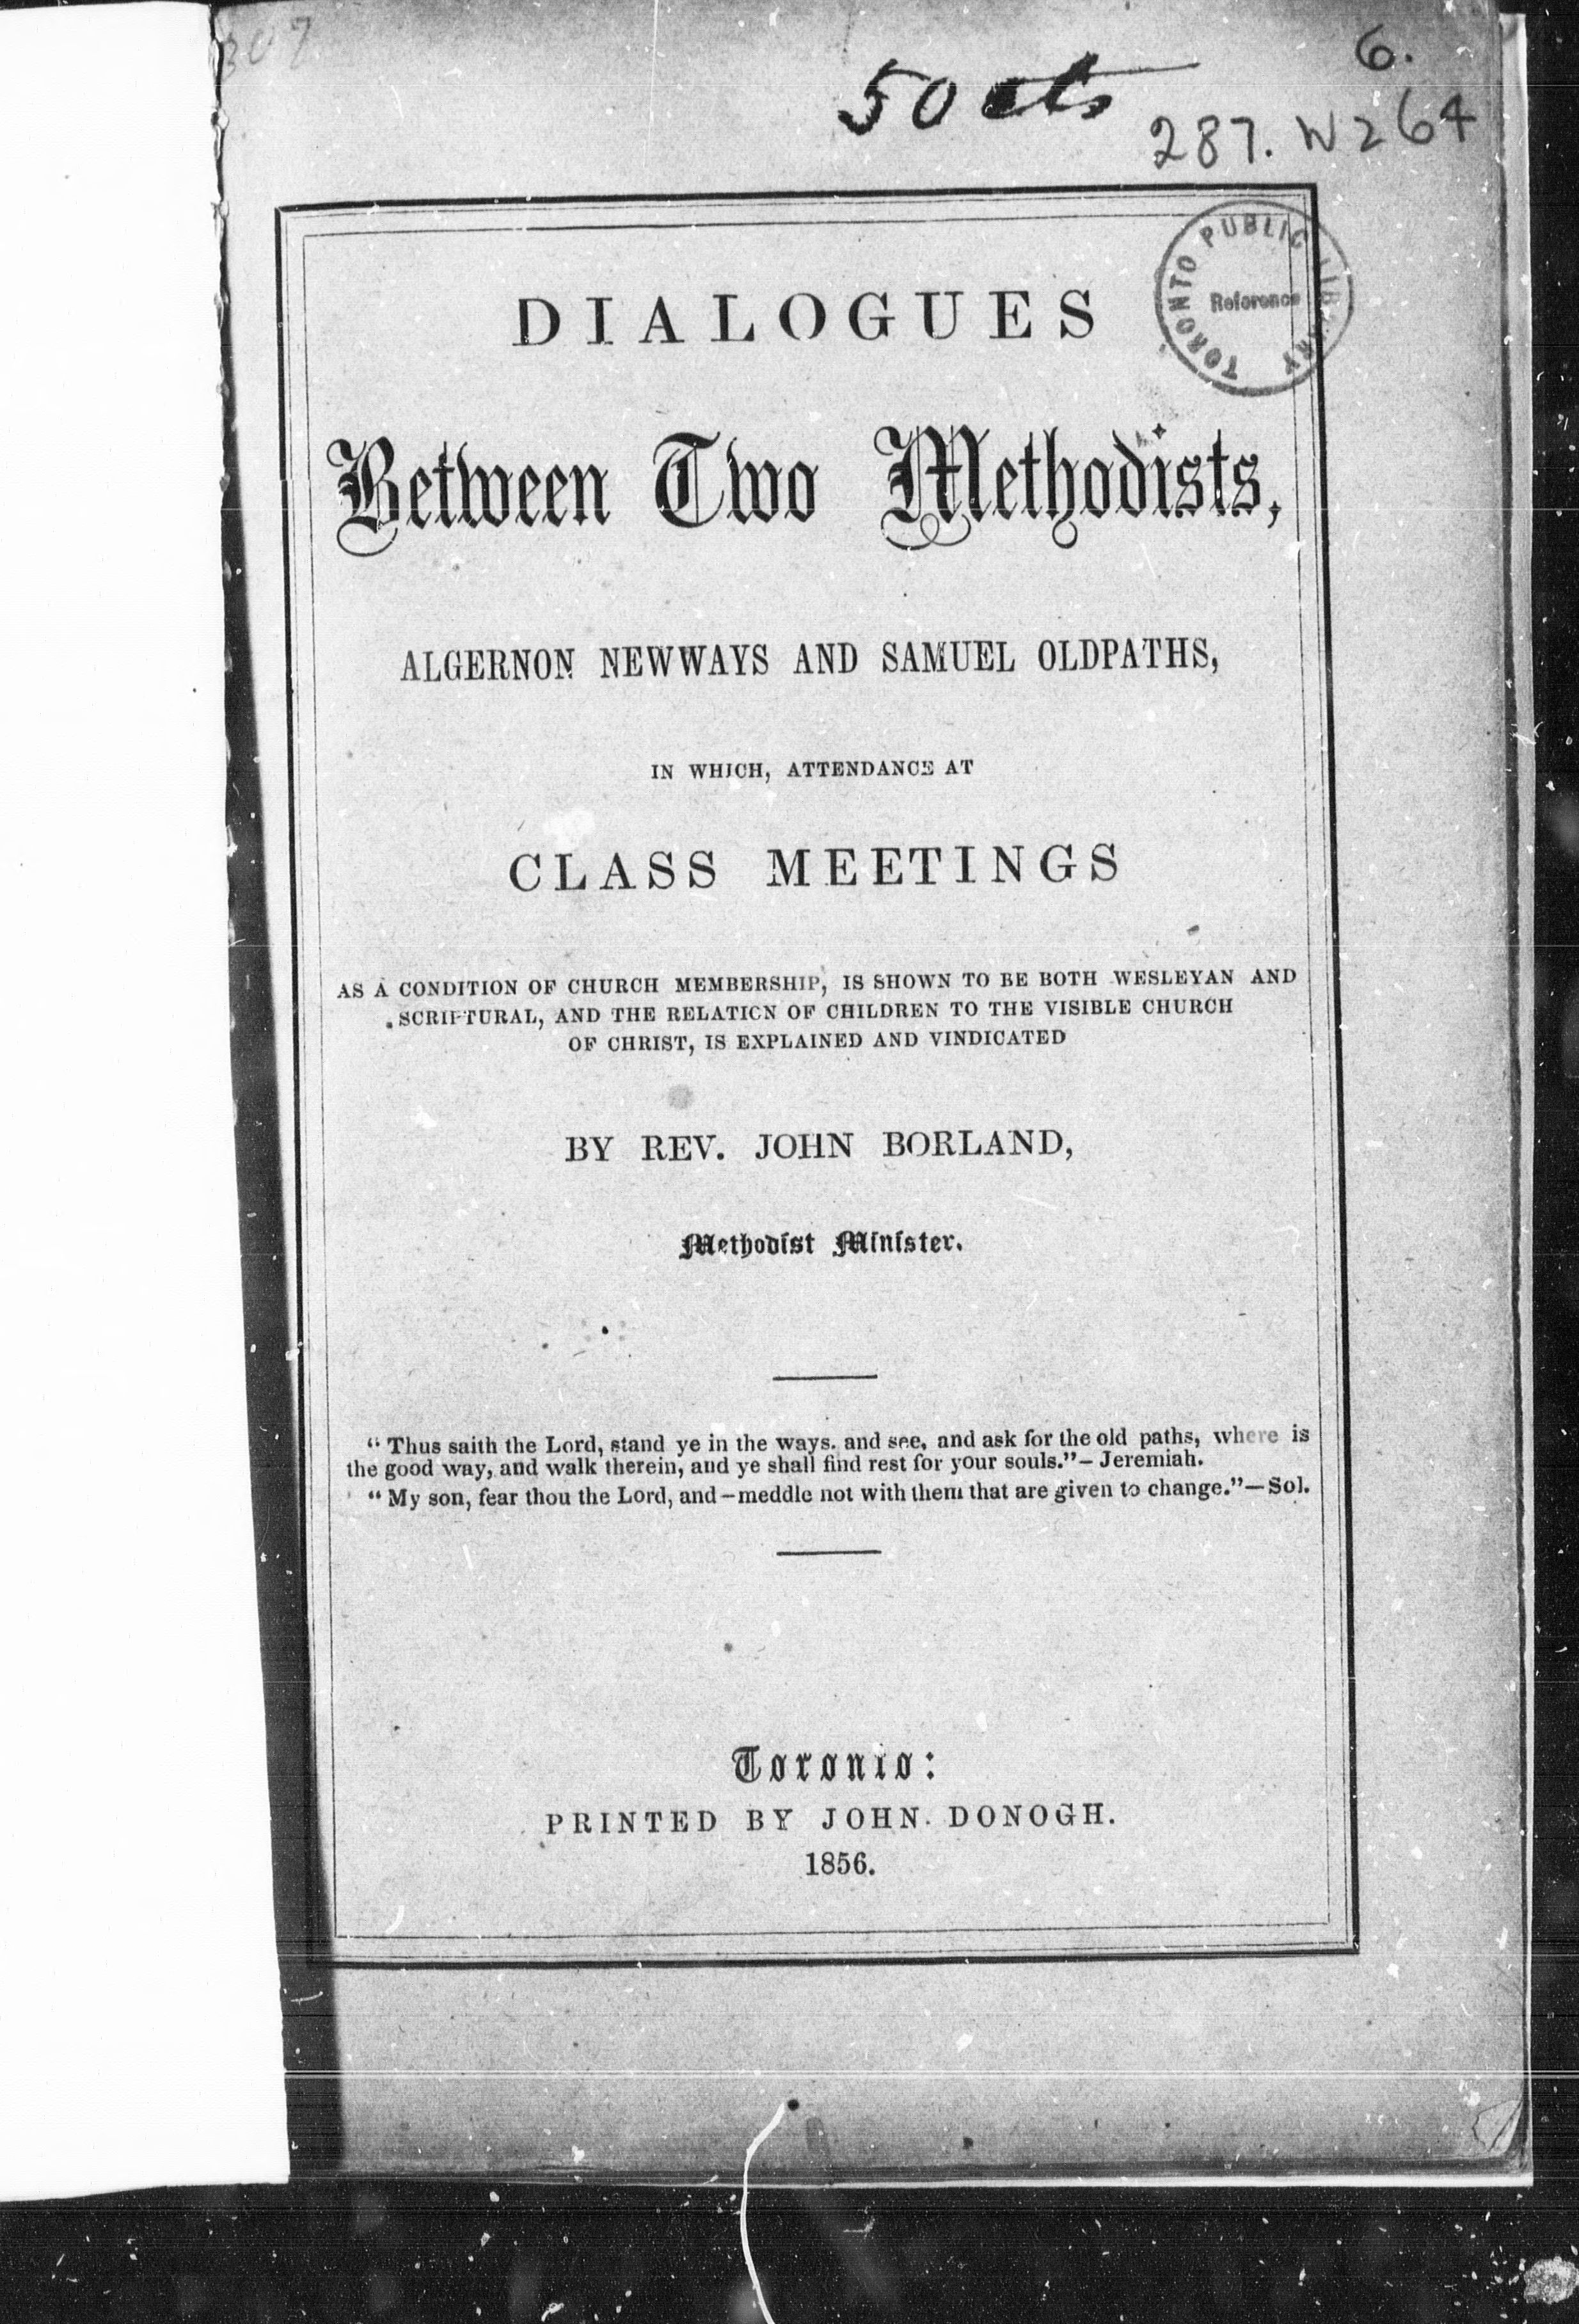 307
50 cts
6.
287. W264
TORONTO PUBLIC LIBRARY
Reference
DIALOGUES
Between Two Methodists,
ALGERNON NEWWAYS AND SAMUEL OLDPATHS,
IN WHICH, ATTENDANCE AT
CLASS MEETINGS
AS A CONDITION OF CHURCH MEMBERSHIP, IS SHOWN TO BE BOTH WESLEYAN AND
SCRIPTURAL, AND THE RELATION OF CHILDREN TO THE VISIBLE CHURCH
OF CHRIST, IS EXPLAINED AND VINDICATED
BY REV. JOHN BORLAND,
Methodist Minister.
“Thus saith the Lord, stand ye in the ways. and see, and ask for the old paths, where is
the good way, and walk therein, and ye shall find rest for your souls.”—Jeremiah.
“My son, fear thou the Lord, and—meddle not with them that are given to change.”—Sol.
Toronto:
PRINTED BY JOHN. DONOGH.
1856.